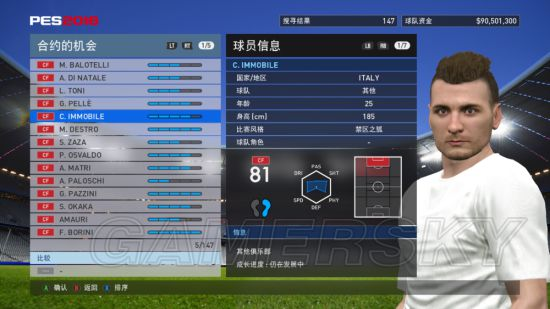 PES2016 搜寻结果 147 球队资金 $90,501,300
合约的机会 LT RT 1/5
CF M. BALOTELLI
CF A. DI NATALE
CF L. TONI
CF G. PELLÈ
CF C. IMMOBILE
CF M. DESTRO
CF S. ZAZA
CF P. OSVALDO
CF A. MATRI
CF A. PALOSCHI
CF G. PAZZINI
CF S. OKAKA
CF AMAURI
CF F. BORINI
5/147
比较
-
球员信息 LB RB 1/7
C. IMMOBILE
国家/地区 ITALY
球队 其他
年龄 25
身高 [cm] 185
比赛风格 禁区之狐
球队角色 -
CF
81
PAS
DRI SHT
SPD PHY
DEF
信息
其他俱乐部
成长进度:仍在发展中
GAMERSKY
A 确认 B 返回 X 排序